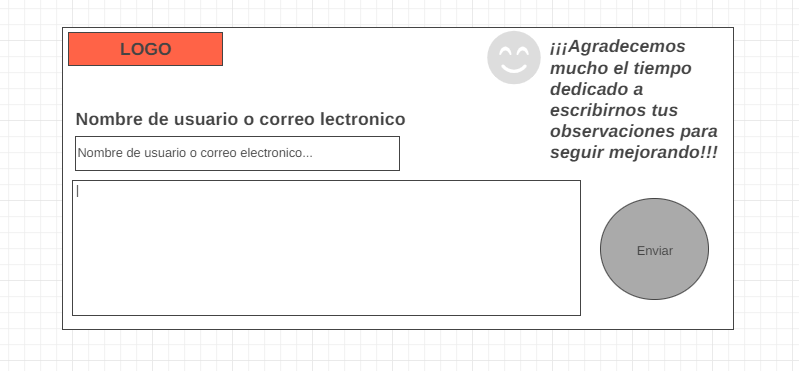 LOGO
¡¡¡Agradecemos
mucho el tiempo
dedicado a
escribirnos tus
observaciones para
seguir mejorando!!!
Nombre de usuario o correo lectronico
Nombre de usuario o correo electronico...
Enviar